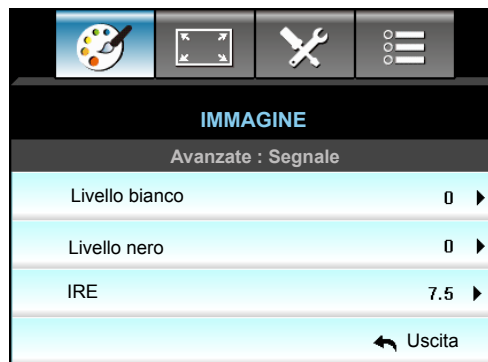 IMMAGINE
Avanzate : Segnale
Livello bianco 0
Livello nero 0
IRE 7.5
Uscita